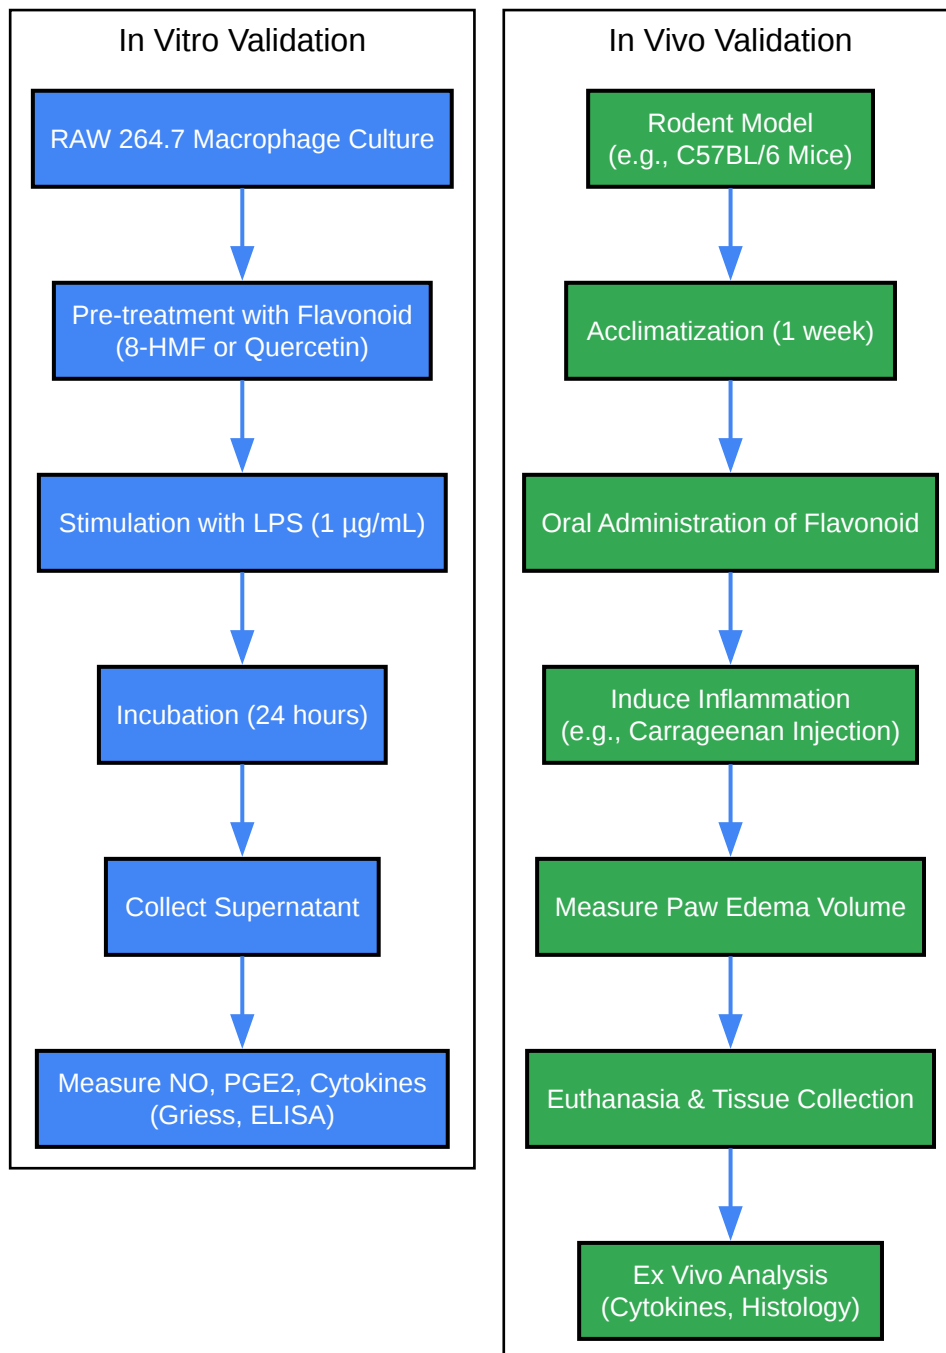 In Vitro Validation
RAW 264.7 Macrophage Culture
Pre-treatment with Flavonoid
(8-HMF or Quercetin)
Stimulation with LPS (1 µg/mL)
Incubation (24 hours)
Collect Supernatant
Measure NO, PGE2, Cytokines
(Griess, ELISA)
In Vivo Validation
Rodent Model
(e.g., C57BL/6 Mice)
Acclimatization (1 week)
Oral Administration of Flavonoid
Induce Inflammation
(e.g., Carrageenan Injection)
Measure Paw Edema Volume
Euthanasia & Tissue Collection
Ex Vivo Analysis
(Cytokines, Histology)